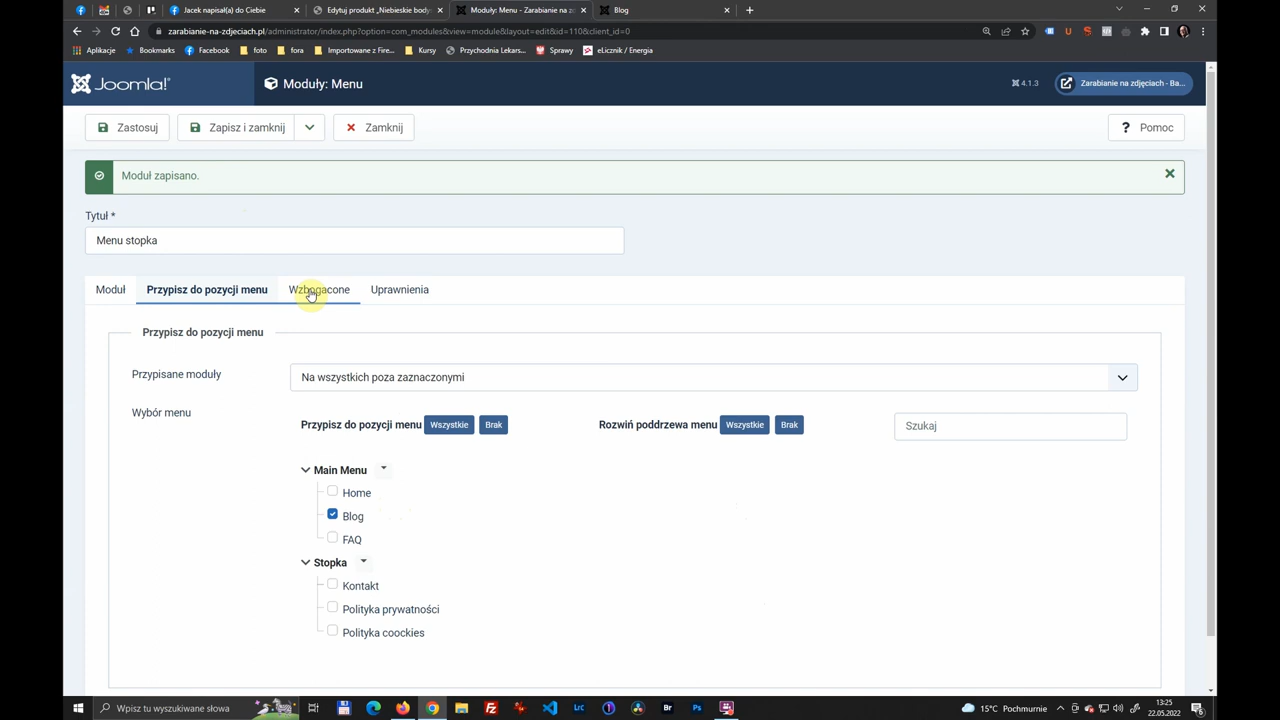 Jacek napisał(a) do Ciebie
Edytuj produkt „Niebieskie body
Moduły: Menu - Zarabianie na z
Blog
zarabianie-na-zdjeciach.pl/administrator/index.php?option=com_modules&view=module&layout=edit&id=110&client_id=0
Aplikacje
Bookmarks
Facebook
foto
fora
Importowane z Fire...
Kursy
Przychodnia Lekars...
Sprawy
eLicznik / Energia
Joomla!
Moduły: Menu
4.1.3
Zarabianie na zdjęciach - Ba...
Zastosuj
Zapisz i zamknij
Zamknij
? Pomoc
Moduł zapisano.
Tytuł *
Menu stopka
Moduł
Przypisz do pozycji menu
Wzbogacone
Uprawnienia
Przypisz do pozycji menu
Przypisane moduły
Na wszystkich poza zaznaczonymi
Wybór menu
Przypisz do pozycji menu
Wszystkie
Brak
Rozwiń poddrzewa menu
Wszystkie
Brak
Szukaj
Main Menu
Home
Blog
FAQ
Stopka
Kontakt
Polityka prywatności
Polityka coockies
Wpisz tu wyszukiwane słowa
Lrc
Br
Ps
15°C Pochmurnie
13:25
22.05.2022